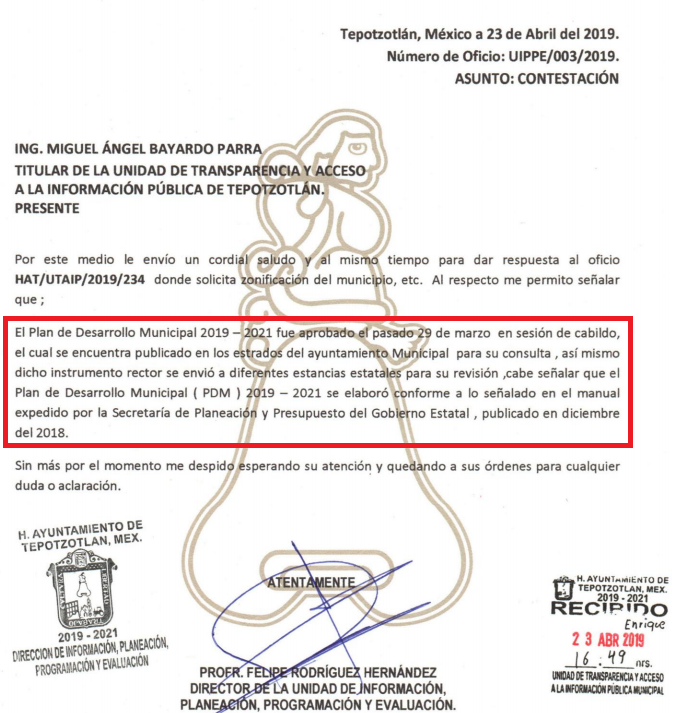 Tepotzotlán, México a 23 de Abril del 2019.
Número de Oficio: UIPPE/003/2019.
ASUNTO: CONTESTACIÓN
ING. MIGUEL ÁNGEL BAYARDO PARRA
TITULAR DE LA UNIDAD DE TRANSPARENCIA Y ACCESO
A LA INFORMACIÓN PÚBLICA DE TEPOTZOTLÁN.
PRESENTE
Por este medio le envío un cordial saludo y al mismo tiempo para dar respuesta al oficio
HAT/UTAIP/2019/234 donde solicita zonificación del municipio, etc. Al respecto me permito señalar
que ;
El Plan de Desarrollo Municipal 2019 – 2021 fue aprobado el pasado 29 de marzo en sesión de cabildo,
el cual se encuentra publicado en los estrados del ayuntamiento Municipal para su consulta , así mismo
dicho instrumento rector se envió a diferentes estancias estatales para su revisión ,cabe señalar que el
Plan de Desarrollo Municipal ( PDM ) 2019 – 2021 se elaboró conforme a lo señalado en el manual
expedido por la Secretaría de Planeación y Presupuesto del Gobierno Estatal , publicado en diciembre
del 2018.
Sin más por el momento me despido esperando su atención y quedando a sus órdenes para cualquier
duda o aclaración.
H. AYUNTAMIENTO DE
TEPOTZOTLAN, MEX.
2019 - 2021
DIRECCION DE INFORMACIÓN, PLANEACIÓN,
PROGRAMACIÓN Y EVALUACIÓN
ATENTAMENTE
PROFR. FELIPE RODRÍGUEZ HERNÁNDEZ
DIRECTOR DE LA UNIDAD DE INFORMACIÓN,
PLANEACIÓN, PROGRAMACIÓN Y EVALUACIÓN.
H. AYUNTAMIENTO DE
TEPOTZOTLAN, MEX.
2019 - 2021
RECIBIDO
Enrique
2 3 ABR 2019
16:49 hrs.
UNIDAD DE TRANSPARENCIA Y ACCESO
A LA INFORMACIÓN PUBLICA MUNICIPAL